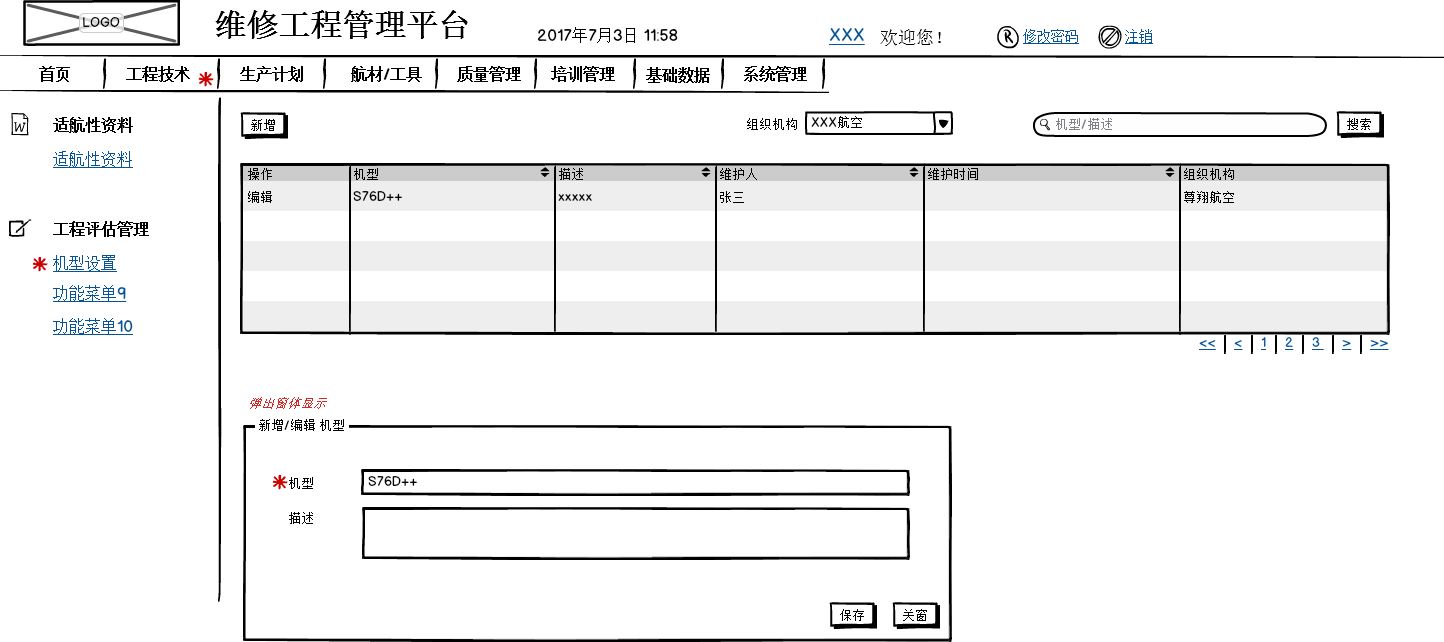 LOGO 维修工程管理平台 2017年7月3日 11:58 XXX 欢迎您! R 修改密码 注销
首页 工程技术 * 生产计划 航材/工具 质量管理 培训管理 基础数据 系统管理
W 适航性资料
适航性资料
工程评估管理
* 机型设置
功能菜单9
功能菜单10
新增 组织机构 XXX航空 机型/描述 搜索
操作 机型 描述 维护人 维护时间 组织机构
编辑 S76D++ xxxxx 张三 尊翔航空
<< < 1 2 3 > >>
弹出窗体显示
新增/编辑 机型
*机型 S76D++
描述
保存 关窗